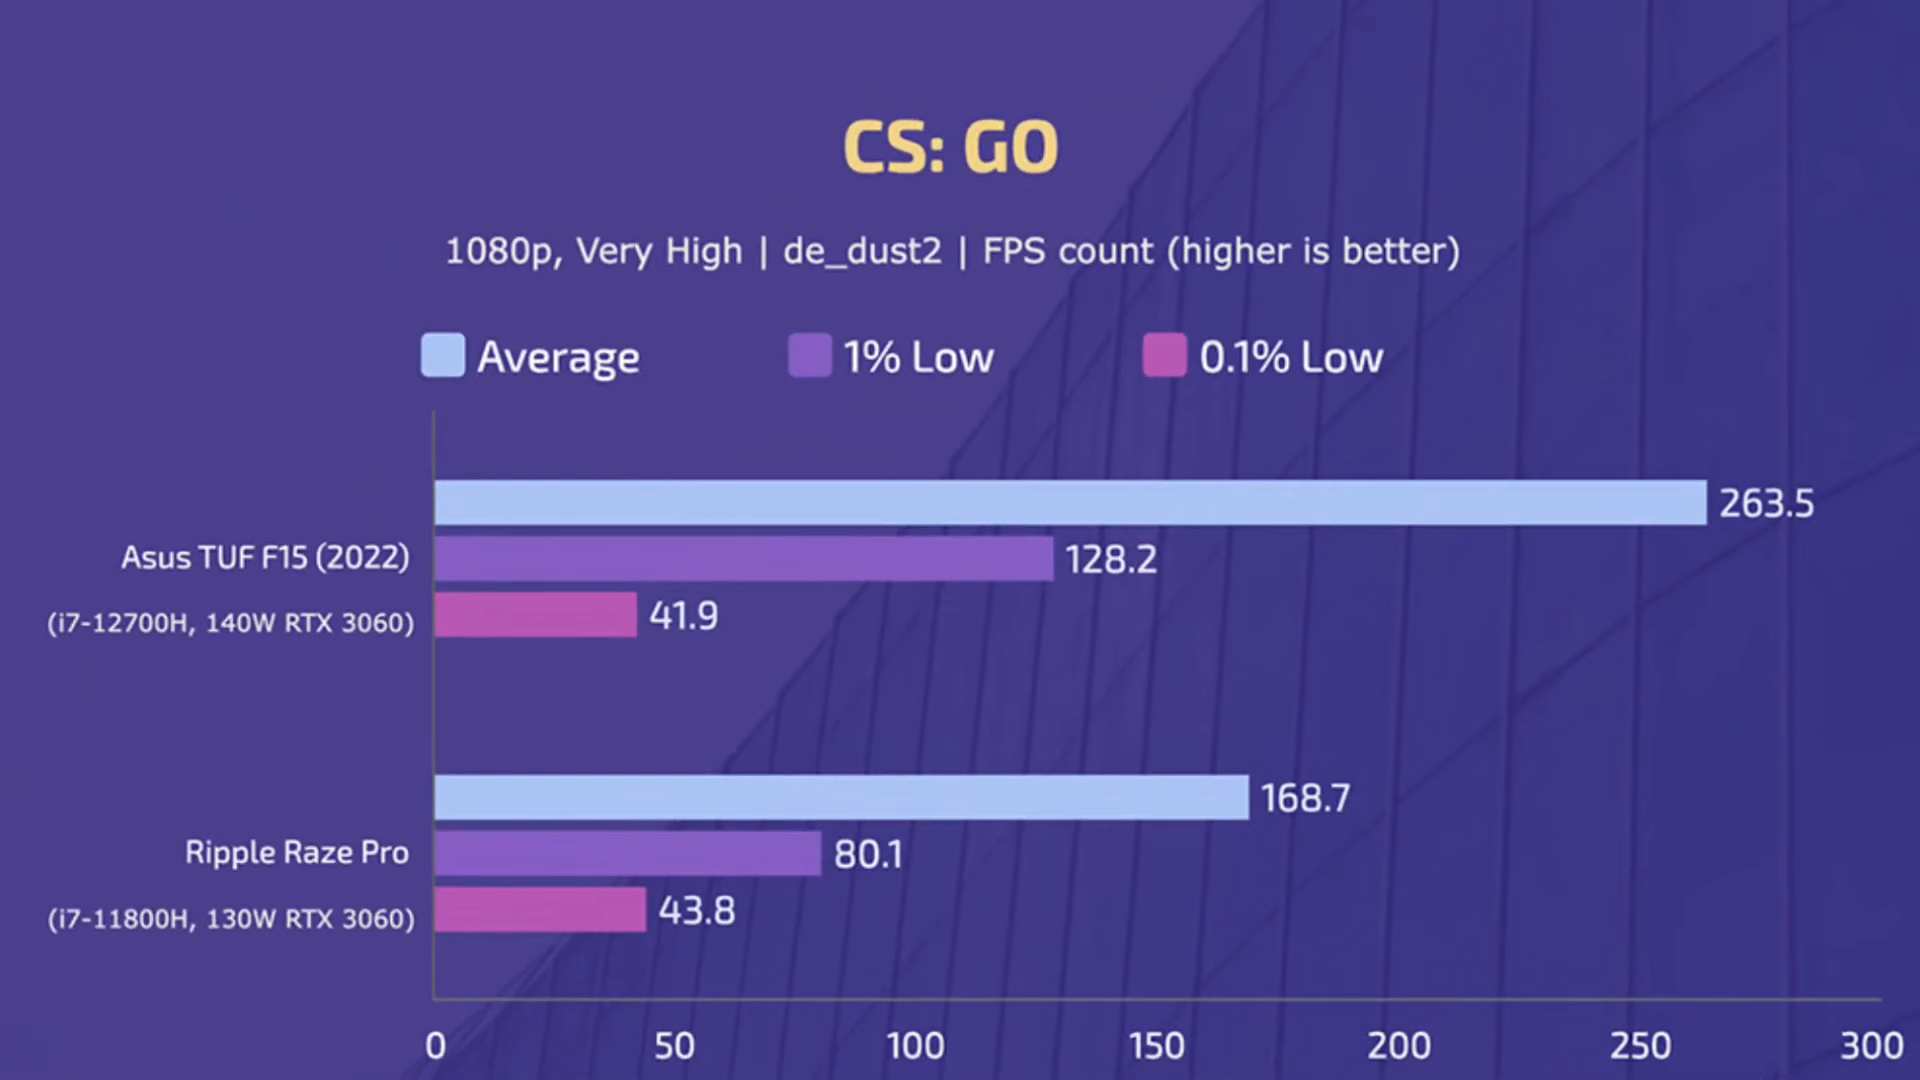 CS: GO
1080p, Very High | de_dust2 | FPS count (higher is better)
Average 1% Low 0.1% Low
263.5
Asus TUF F15 (2022) 128.2
(i7-12700H, 140W RTX 3060) 41.9
168.7
Ripple Raze Pro 80.1
(i7-11800H, 130W RTX 3060) 43.8
0 50 100 150 200 250 300